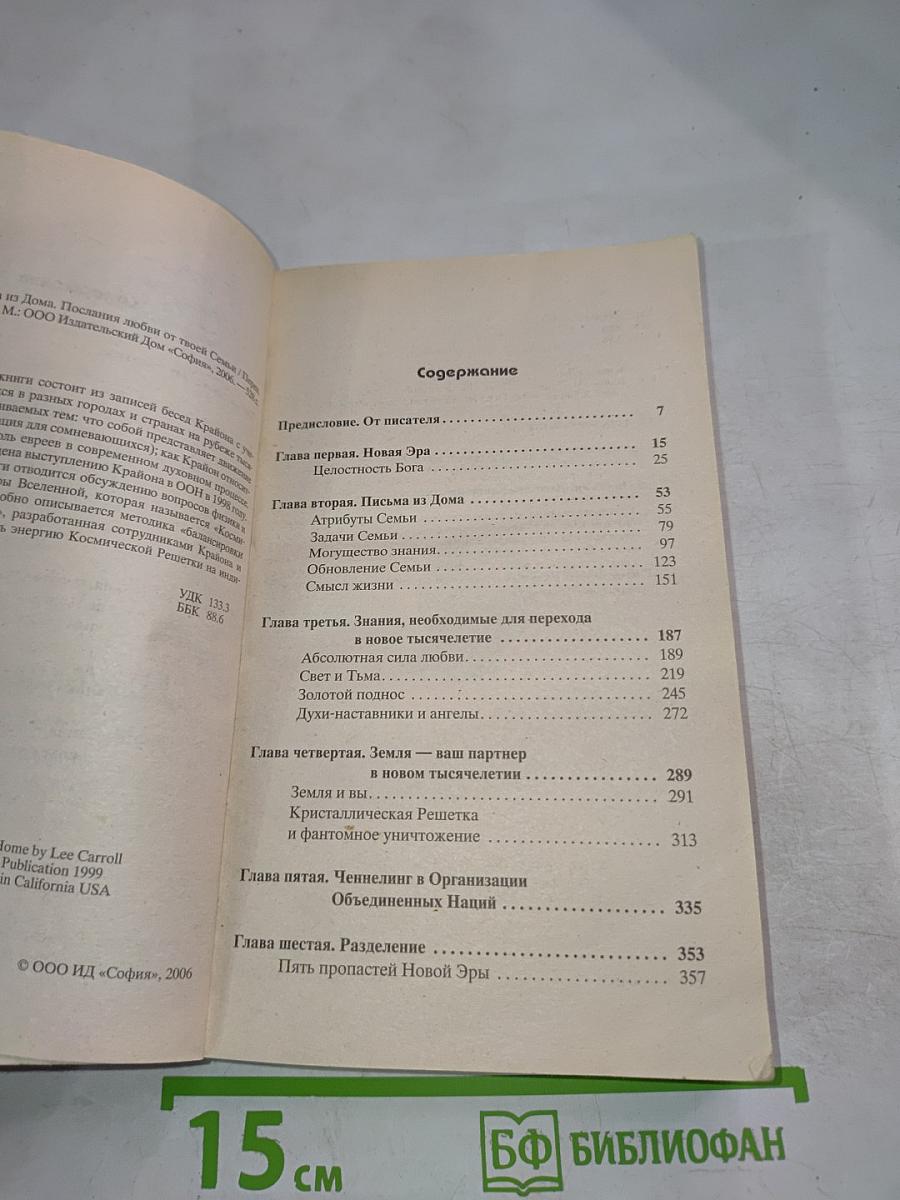 из Дома. Послания любви от твоей Семьи /
М.: ООО Издательский Дом «София», 2006. —
книги состоит из записей бесед Крайона с
в разных городах и странах на рубеже
тем: что собой представляет движение
для сомневающихся); как Крайон
евреев в современном духовном процессе.
выступлению Крайона в ООН в 1998 году.
отводится обсуждению вопросов физики и
Вселенной, которая называется «Косми-
описывается методика «балансировки
разработанная сотрудниками Крайона и
энергию Космической Решетки на инди-
УДК 133.3
ББК 88.6
Home by Lee Carroll
Publication 1999
in California USA
© ООО ИД «София», 2006
Содержание
Предисловие. От писателя . . . . . . . . . . 7
Глава первая. Новая Эра . . . . . . . . . . 15
Целостность Бога . . . . . . . . . . 25
Глава вторая. Письма из Дома . . . . . . . . . . 53
Атрибуты Семьи . . . . . . . . . . 55
Задачи Семьи . . . . . . . . . . 79
Могущество знания . . . . . . . . . . 97
Обновление Семьи . . . . . . . . . . 123
Смысл жизни . . . . . . . . . . 151
Глава третья. Знания, необходимые для перехода
в новое тысячелетие . . . . . . . . . . 187
Абсолютная сила любви . . . . . . . . . . 189
Свет и Тьма . . . . . . . . . . 219
Золотой поднос . . . . . . . . . . 245
Духи-наставники и ангелы . . . . . . . . . . 272
Глава четвертая. Земля — ваш партнер
в новом тысячелетии . . . . . . . . . . 289
Земля и вы . . . . . . . . . . 291
Кристаллическая Решетка
и фантомное уничтожение . . . . . . . . . . 313
Глава пятая. Ченнелинг в Организации
Объединенных Наций . . . . . . . . . . 335
Глава шестая. Разделение . . . . . . . . . . 353
Пять пропастей Новой Эры . . . . . . . . . . 357
15 см
БФ БИБЛИОФАН